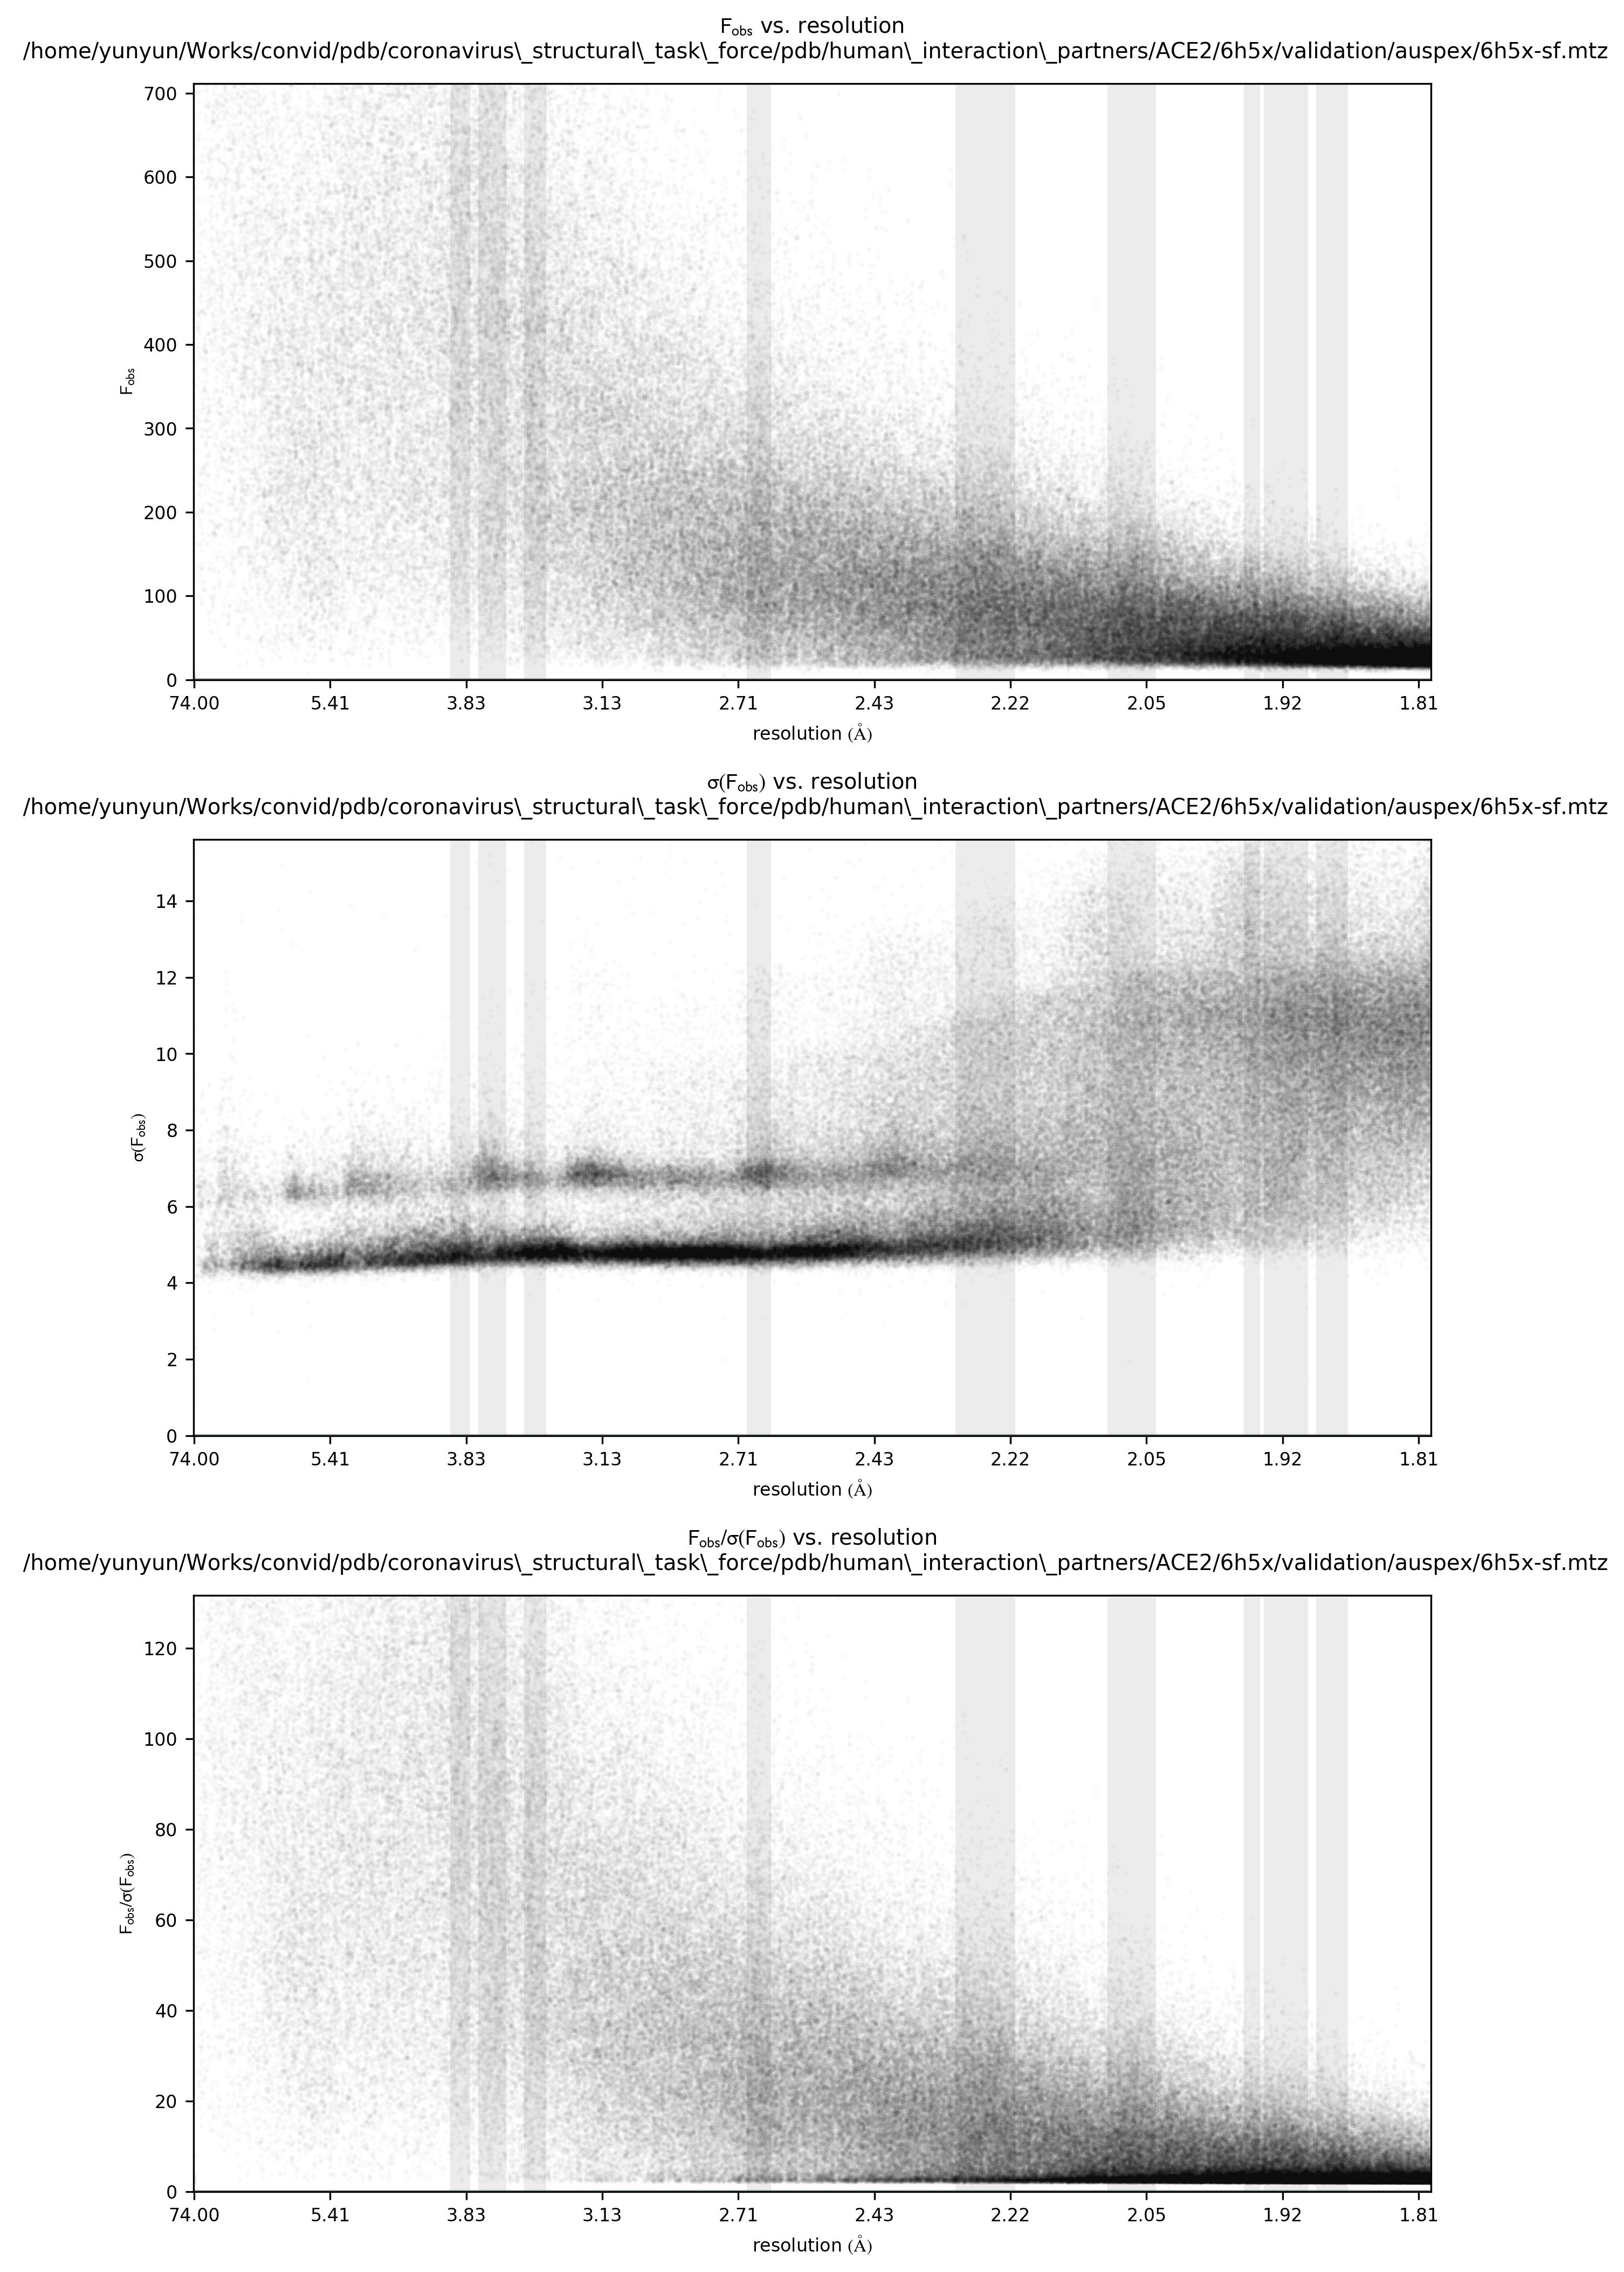 Fobs vs. resolution
/home/yunyun/Works/convid/pdb/coronavirus\_structural\_task\_force/pdb/human\_interaction\_partners/ACE2/6h5x/validation/auspex/6h5x-sf.mtz
700
600
500
400
300
200
100
0
Fobs
74.00 5.41 3.83 3.13 2.71 2.43 2.22 2.05 1.92 1.81
resolution (Å)
σ(Fobs) vs. resolution
/home/yunyun/Works/convid/pdb/coronavirus\_structural\_task\_force/pdb/human\_interaction\_partners/ACE2/6h5x/validation/auspex/6h5x-sf.mtz
14
12
10
8
6
4
2
0
σ(Fobs)
74.00 5.41 3.83 3.13 2.71 2.43 2.22 2.05 1.92 1.81
resolution (Å)
Fobs/σ(Fobs) vs. resolution
/home/yunyun/Works/convid/pdb/coronavirus\_structural\_task\_force/pdb/human\_interaction\_partners/ACE2/6h5x/validation/auspex/6h5x-sf.mtz
120
100
80
60
40
20
0
Fobs/σ(Fobs)
74.00 5.41 3.83 3.13 2.71 2.43 2.22 2.05 1.92 1.81
resolution (Å)